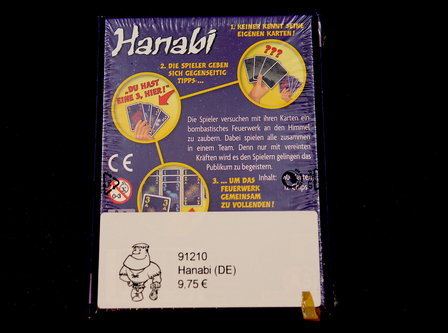 Hanabi
1. KEINER KENNT SEINE
EIGENEN KARTEN!
???
2. DIE SPIELER GEBEN
SICH GEGENSEITIG
TIPPS...
„DU HAST
EINE 3, HIER!"
Die Spieler versuchen mit ihren Karten ein
bombastisches Feuerwerk an den Himmel
zu zaubern. Dabei spielen alle zusammen
in einem Team. Denn nur mit vereinten
Kräften wird es den Spielern gelingen das
Publikum zu begeistern.
CE
0-3
Inhalt:
3. ... UM DAS
FEUERWERK
GEMEINSAM
ZU VOLLENDEN!
3
91210
Hanabi (DE)
9,75 €